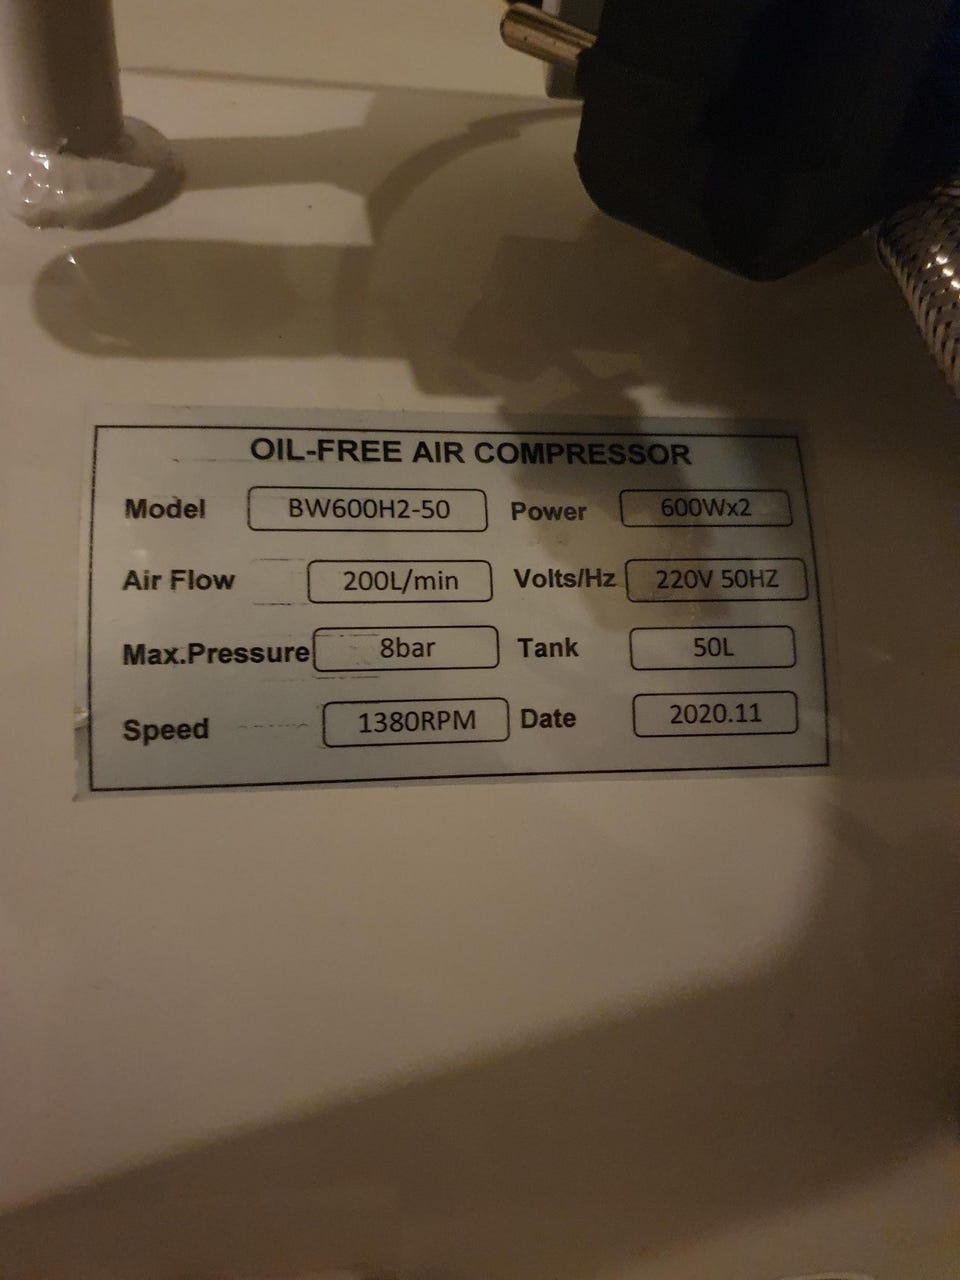 OIL-FREE AIR COMPRESSOR
Model BW600H2-50 Power 600Wx2
Air Flow 200L/min Volts/Hz 220V 50HZ
Max.Pressure 8bar Tank 50L
Speed 1380RPM Date 2020.11